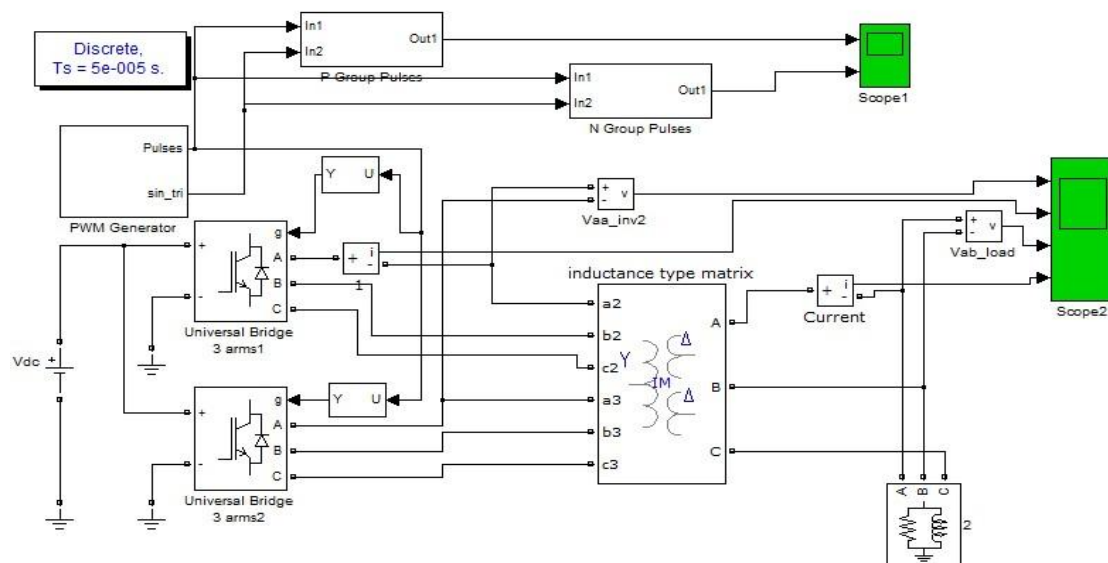 Discrete,
Ts = 5e-005 s.
In1
In2
Out1
P Group Pulses
In1
In2
Out1
N Group Pulses
Scope1
Pulses
sin_tri
PWM Generator
Y
U
+
-
v
Vaa_inv2
+
-
v
Vab_load
Scope2
g
+
-
A
B
C
Universal Bridge
3 arms1
+
i
-
1
inductance type matrix
a2
b2
c2
a3
b3
c3
Y
Δ
IM
Δ
A
B
C
+
i
-
Current
Vdc
+
g
+
-
A
B
C
Universal Bridge
3 arms2
Y
U
A
B
C
2